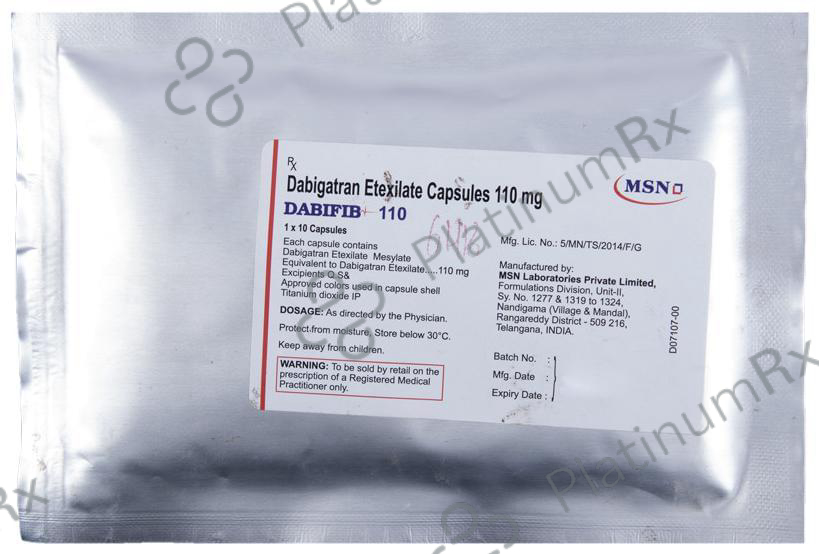 Rx
Dabigatran Etexilate Capsules 110 mg
DABIFIB 110
1 x 10 Capsules
Each capsule contains
Dabigatran Etexilate Mesylate
Equivalent to Dabigatran Etexilate.....110 mg
Excipients Q.S&
Approved colors used in capsule shell
Titanium dioxide IP
DOSAGE: As directed by the Physician.
Protect from moisture, Store below 30°C.
Keep away from children.
WARNING: To be sold by retail on the
prescription of a Registered Medical
Practitioner only.
MSN
Mfg. Lic. No.: 5/MN/TS/2014/F/G
Manufactured by:
MSN Laboratories Private Limited,
Formulations Division, Unit-II,
Sy. No. 1277 & 1319 to 1324,
Nandigama (Village & Mandal),
Rangareddy District - 509 216,
Telangana, INDIA.
Batch No. :
Mfg. Date :
Expiry Date :
D07107-00
PlatinumRx
PlatinumRx
Platinu
Rx